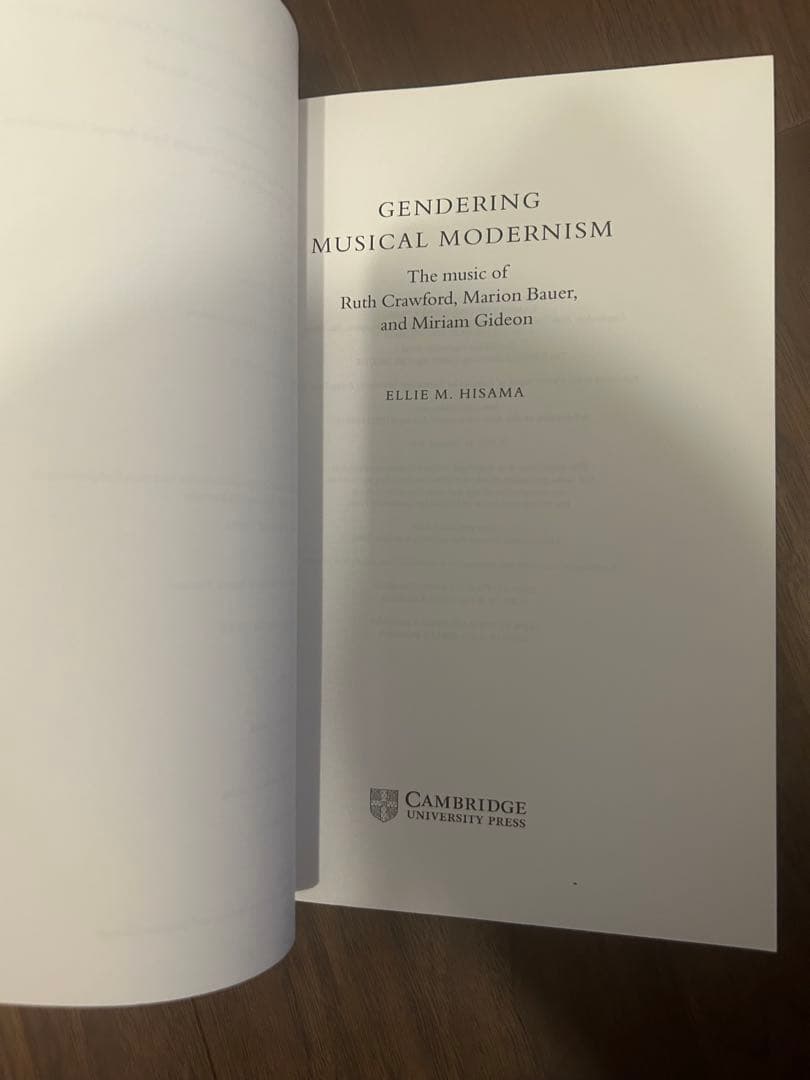 GENDERING
MUSICAL MODERNISM
The music of
Ruth Crawford, Marion Bauer,
and Miriam Gideon
ELLIE M. HISAMA
CAMBRIDGE
UNIVERSITY PRESS